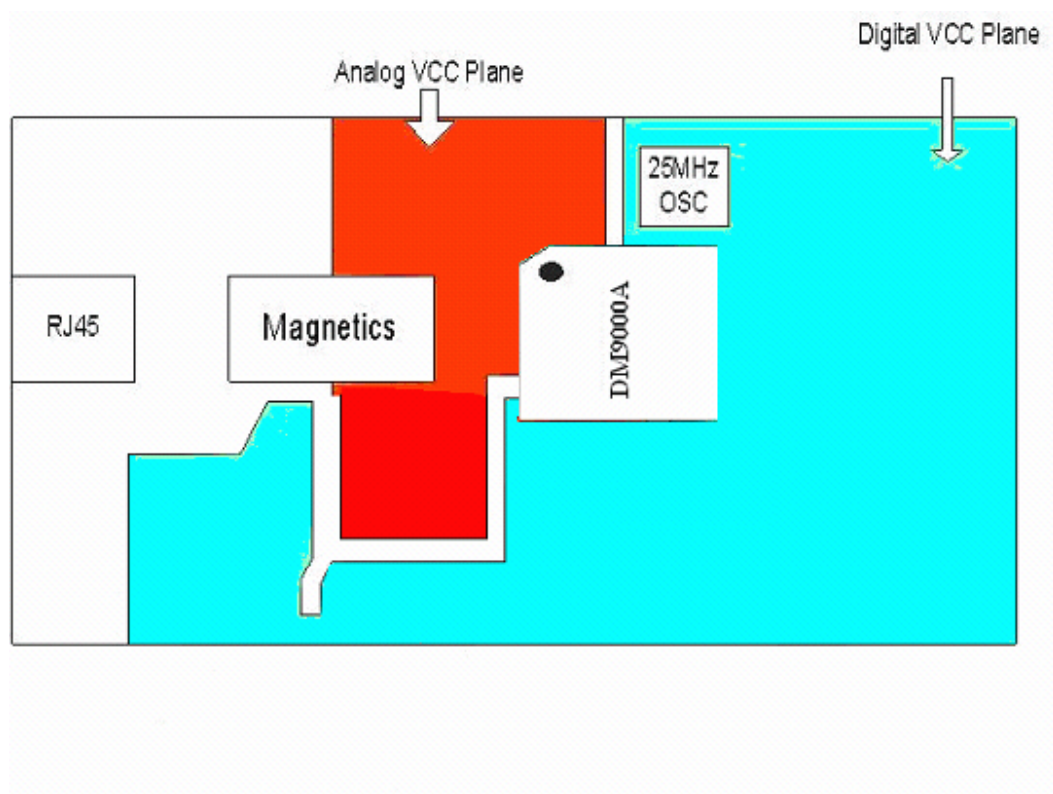 Digital VCC Plane
Analog VCC Plane
25MHz
OSC
RJ45
Magnetics
DM9000A